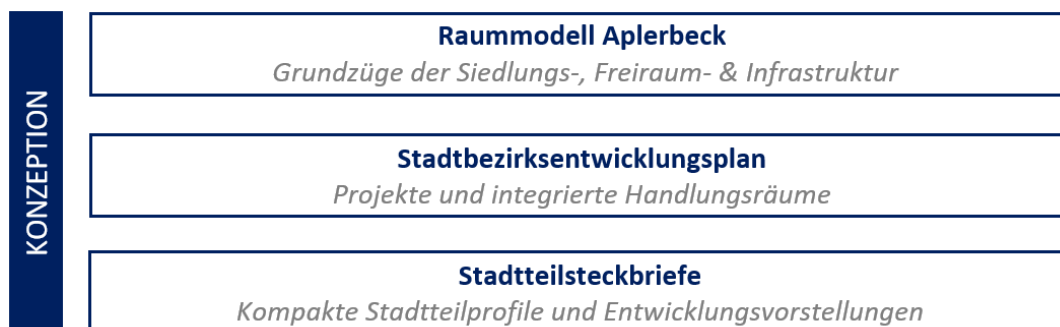 KONZEPTION
Raummodell Aplerbeck
Grundzüge der Siedlungs-, Freiraum- & Infrastruktur
Stadtbezirksentwicklungsplan
Projekte und integrierte Handlungsräume
Stadtteilsteckbriefe
Kompakte Stadtteilprofile und Entwicklungsvorstellungen